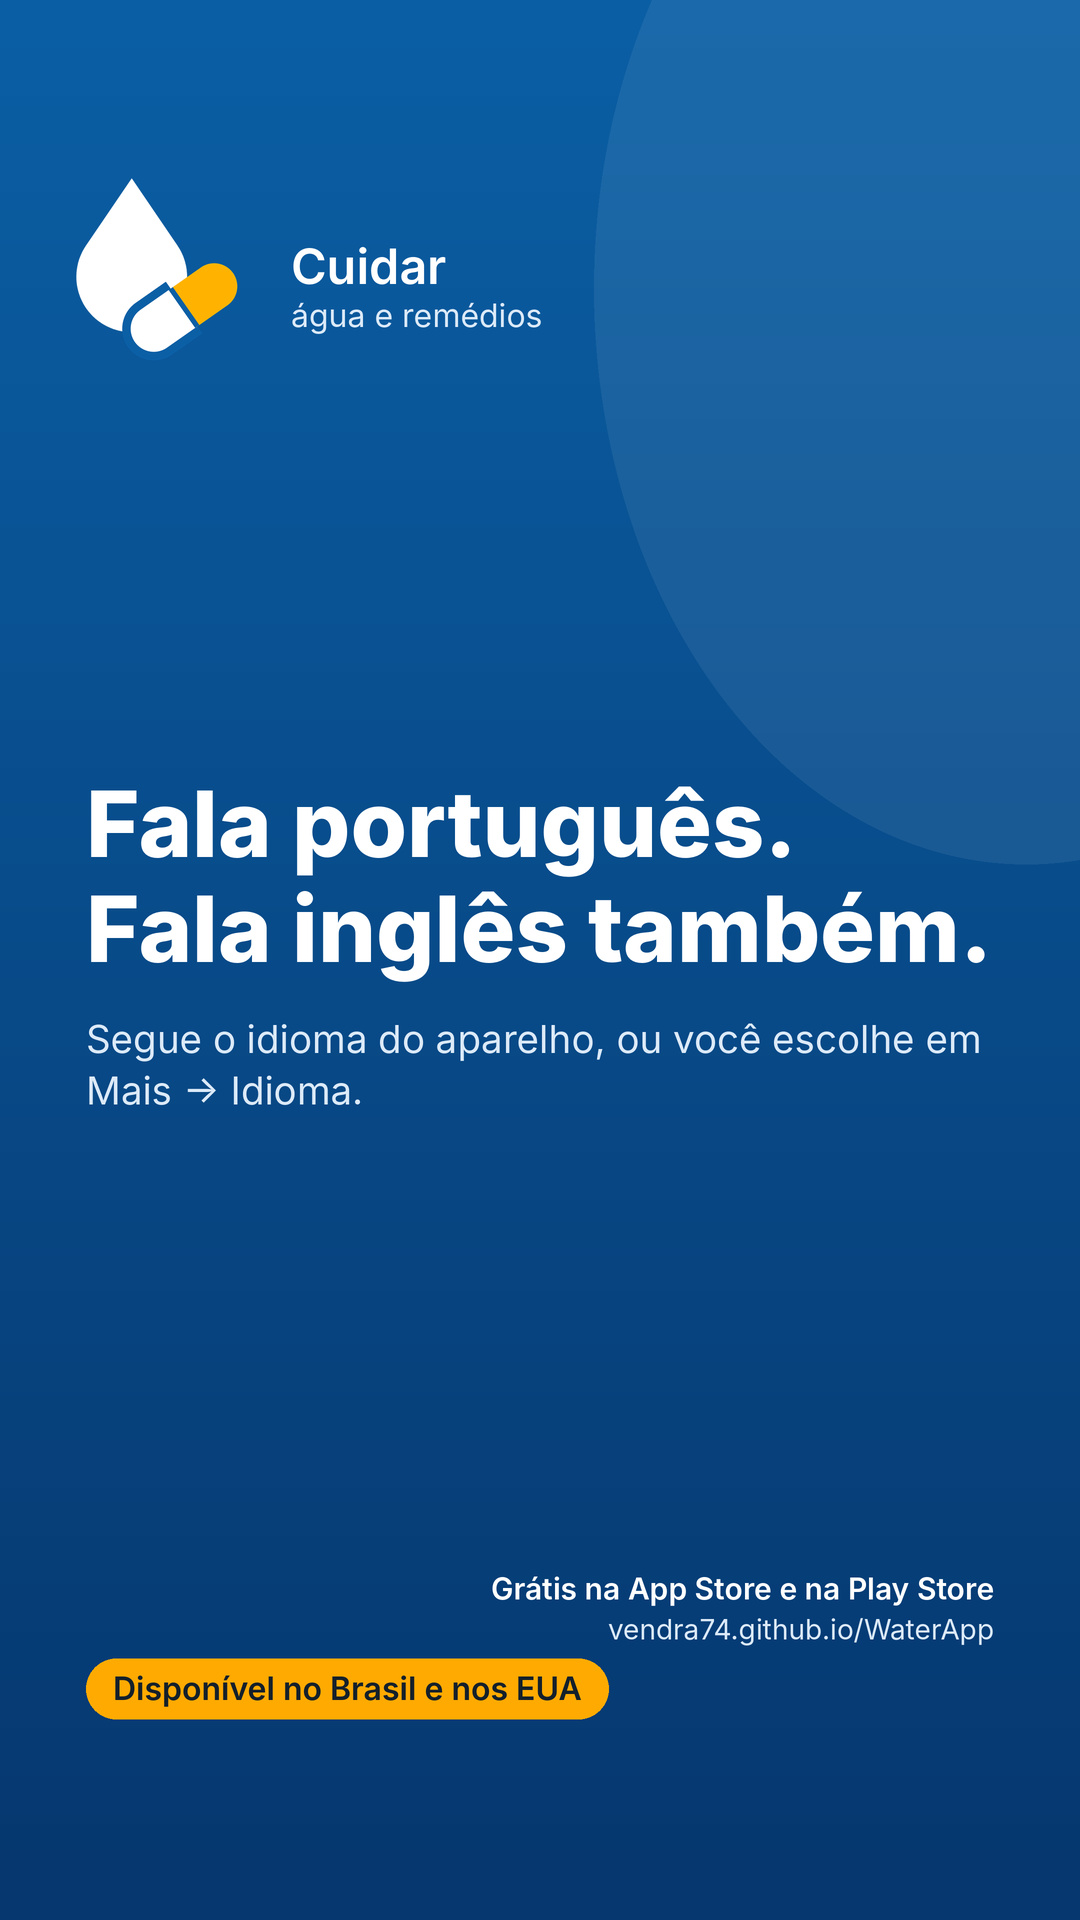 Cuidar
água e remédios
Fala português.
Fala inglês também.
Segue o idioma do aparelho, ou você escolhe em
Mais → Idioma.
Grátis na App Store e na Play Store
vendra74.github.io/WaterApp
Disponível no Brasil e nos EUA